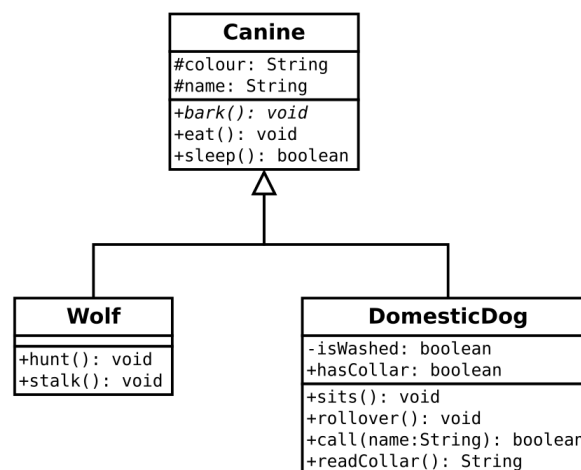 Canine
#colour: String
#name: String
+bark(): void
+eat(): void
+sleep(): boolean
Wolf
+hunt(): void
+stalk(): void
DomesticDog
-isWashed: boolean
+hasCollar: boolean
+sits(): void
+rollover(): void
+call(name:String): boolean
+readCollar(): String